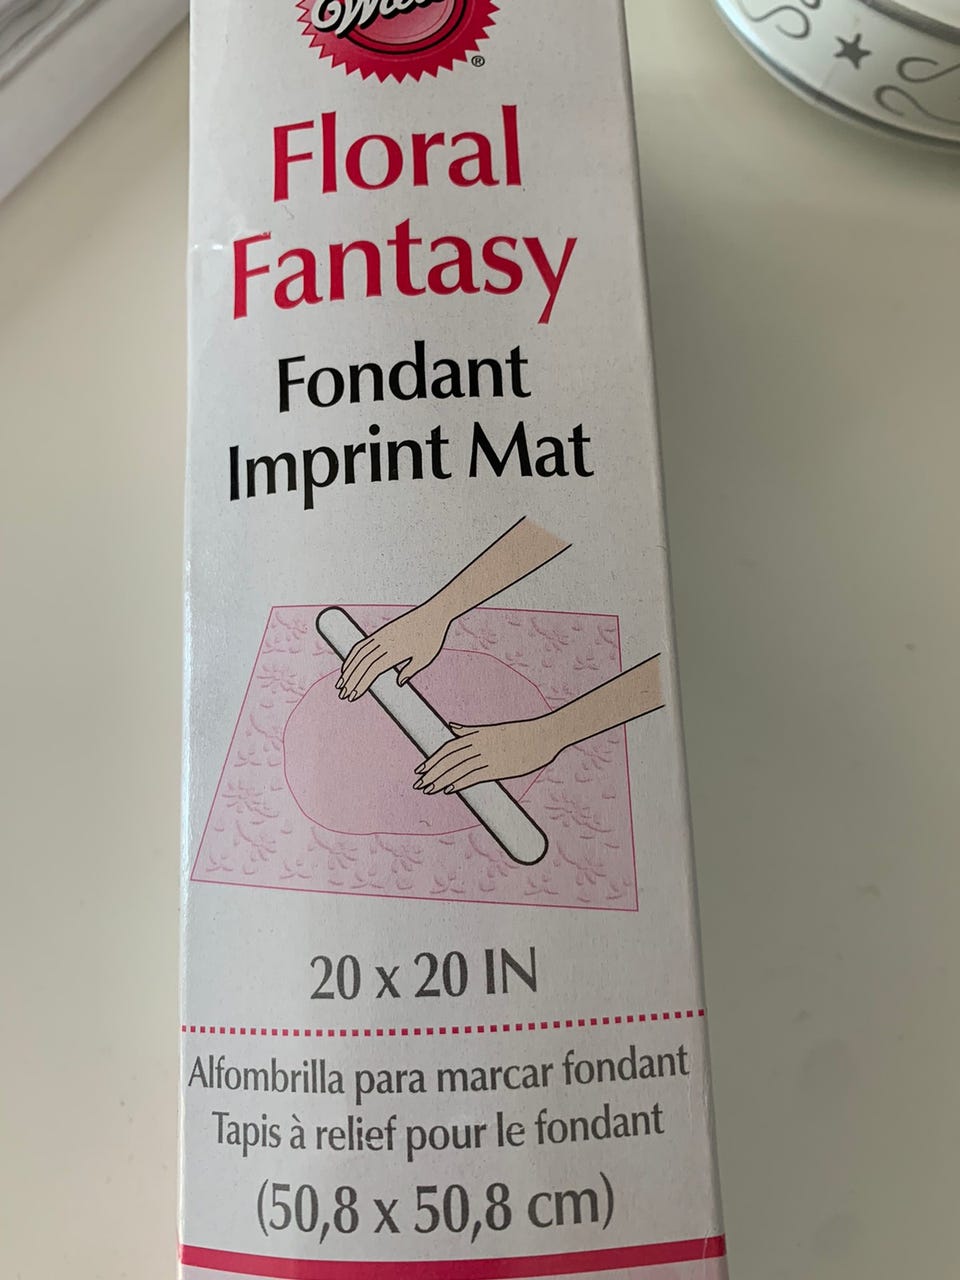 ®
Floral
Fantasy
Fondant
Imprint Mat
20 x 20 IN
Alfombrilla para marcar fondant
Tapis à relief pour le fondant
(50,8 x 50,8 cm)